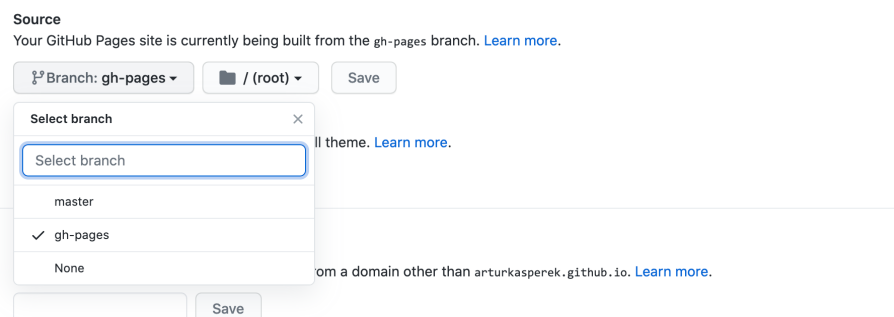 Source
Your GitHub Pages site is currently being built from the gh-pages branch. Learn more.
Branch: gh-pages / (root) Save
Select branch
ll theme. Learn more.
Select branch
master
gh-pages
None
om a domain other than arturkasperek.github.io. Learn more.
Save